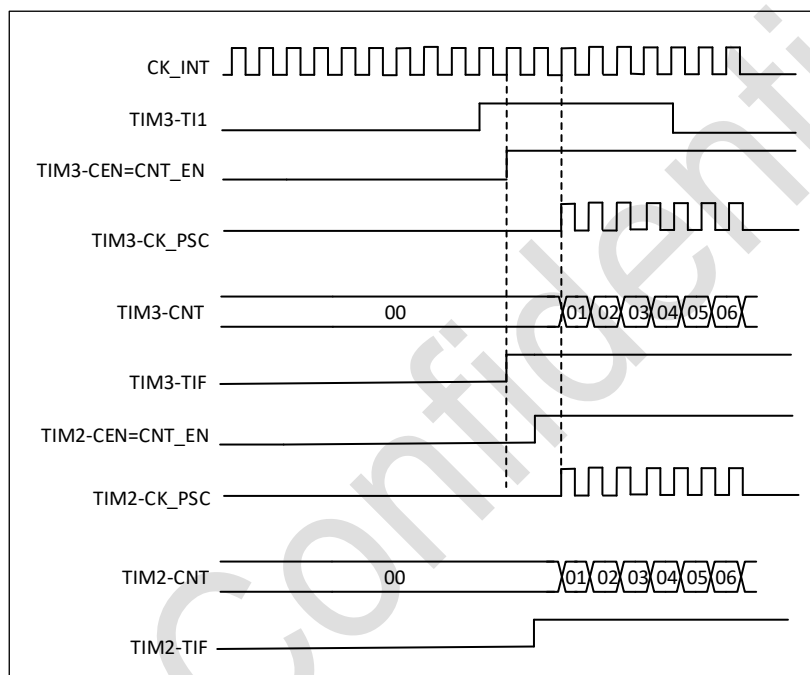 CK_INT
TIM3-TI1
TIM3-CEN=CNT_EN
TIM3-CK_PSC
TIM3-CNT 00 01 02 03 04 05 06
TIM3-TIF
TIM2-CEN=CNT_EN
TIM2-CK_PSC
TIM2-CNT 00 01 02 03 04 05 06
TIM2-TIF
Confidenti